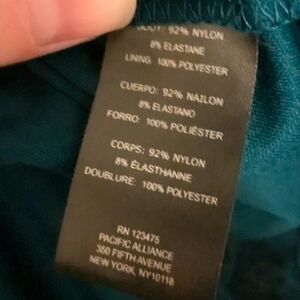 BODY: 92% NYLON
8% ELASTANE
LINING: 100% POLYESTER
CUERPO: 92% NAILON
8% ELASTANO
FORRO: 100% POLIÉSTER
CORPS: 92% NYLON
8% ÉLASTHANNE
DOUBLURE: 100% POLYESTER
RN 123475
PACIFIC ALLIANCE
350 FIFTH AVENUE
NEW YORK, NY10118